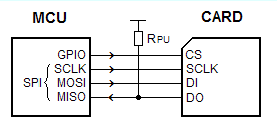 MCU CARD
RPU
GPIO CS
SCLK SCLK
SPI MOSI DI
MISO DO